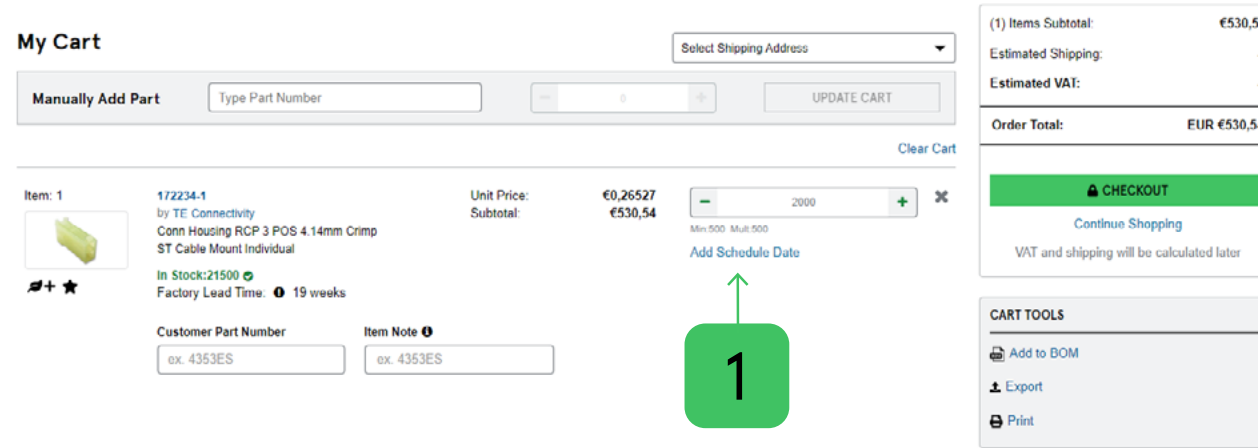 My Cart
Select Shipping Address
Manually Add Part
Type Part Number
0
UPDATE CART
Clear Cart
Item: 1
172234-1
by TE Connectivity
Conn Housing RCP 3 POS 4.14mm Crimp
ST Cable Mount Individual
In Stock:21500
Factory Lead Time: 19 weeks
Customer Part Number
Item Note
ex. 4353ES
ex. 4353ES
Unit Price: €0,26527
Subtotal: €530,54
2000
Min:500 Mult:500
Add Schedule Date
1
(1) Items Subtotal:
Estimated Shipping:
Estimated VAT:
Order Total: EUR
CHECKOUT
Continue Shopping
VAT and shipping will be calculated later
CART TOOLS
Add to BOM
Export
Print